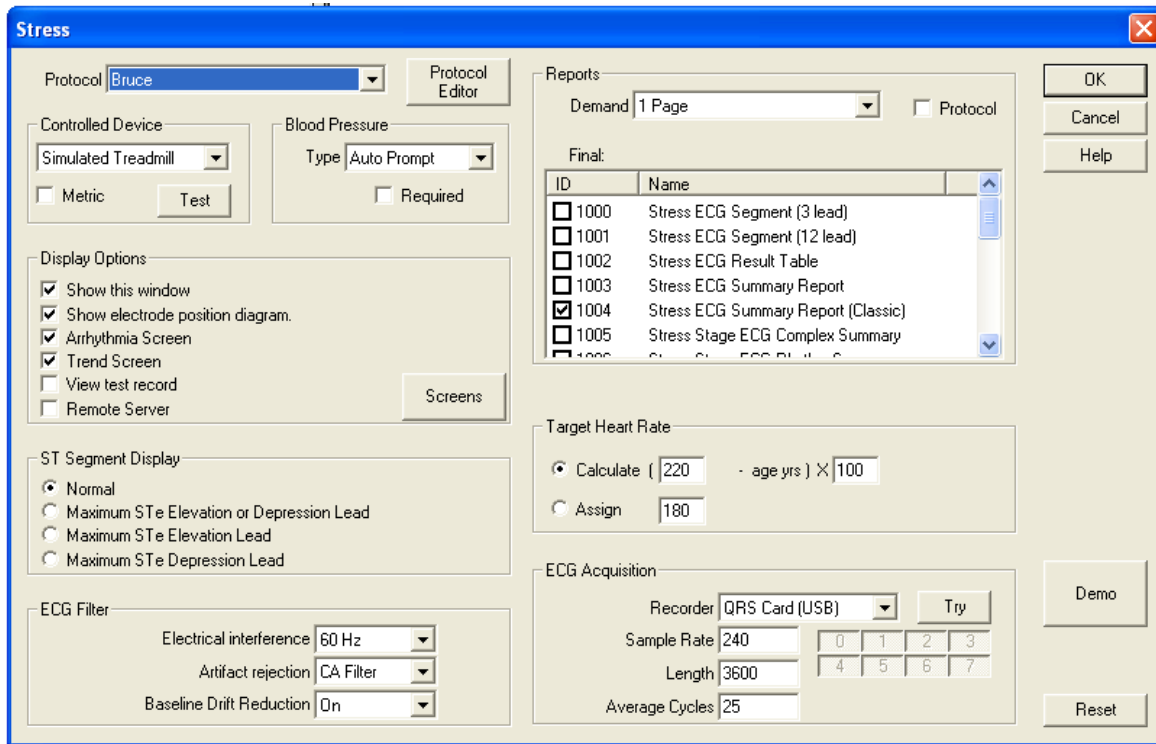 Stress
Protocol Bruce
Protocol Editor
Controlled Device
Simulated Treadmill
Metric
Test
Blood Pressure
Type Auto Prompt
Required
Display Options
Show this window
Show electrode position diagram.
Arrhythmia Screen
Trend Screen
View test record
Remote Server
Screens
ST Segment Display
Normal
Maximum STe Elevation or Depression Lead
Maximum STe Elevation Lead
Maximum STe Depression Lead
ECG Filter
Electrical interference 60 Hz
Artifact rejection CA Filter
Baseline Drift Reduction On
Reports
Demand 1 Page
Protocol
Final:
ID Name
1000 Stress ECG Segment (3 lead)
1001 Stress ECG Segment (12 lead)
1002 Stress ECG Result Table
1003 Stress ECG Summary Report
1004 Stress ECG Summary Report (Classic)
1005 Stress Stage ECG Complex Summary
Target Heart Rate
Calculate ( 220 - age yrs ) X 100
Assign 180
ECG Acquisition
Recorder QRS Card (USB) Try
Sample Rate 240
0 1 2 3
4 5 6 7
Length 3600
Average Cycles 25
OK
Cancel
Help
Demo
Reset